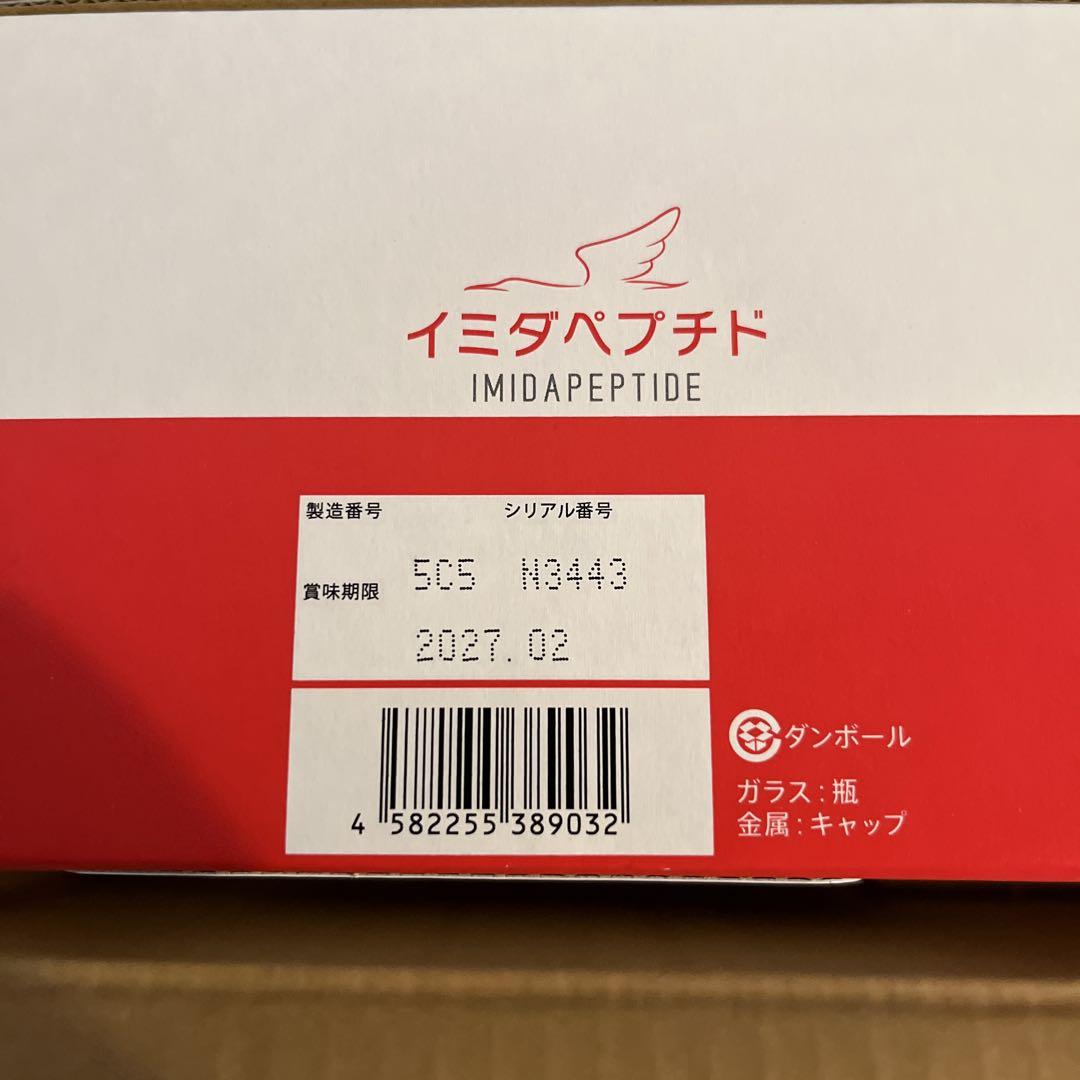 イミダペプチド
IMIDAPEPTIDE
製造番号 シリアル番号
5C5 N3443
賞味期限
2027.02
4 582255 389032
ダンボール
ガラス:瓶
金属:キャップ